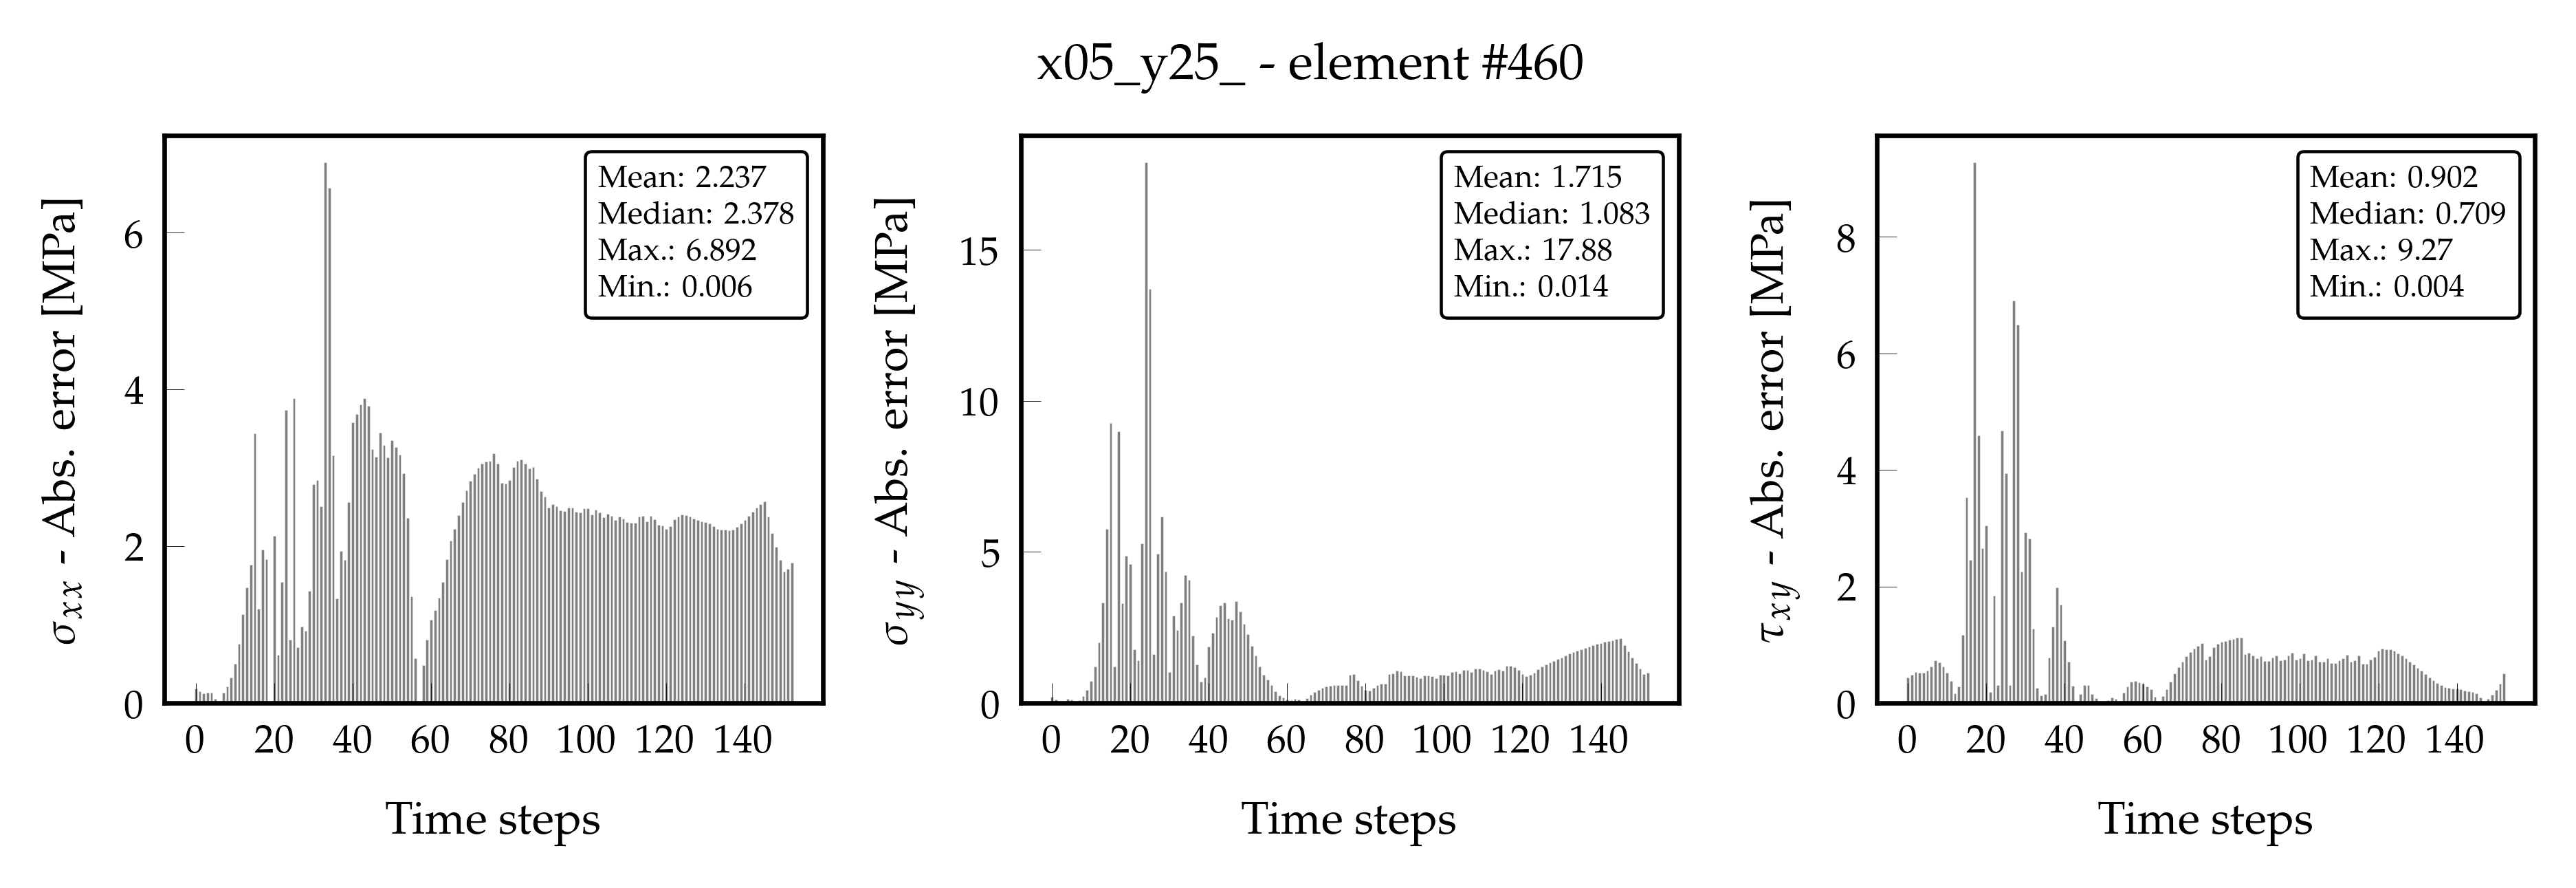 x05_y25_ - element #460
σxx - Abs. error [MPa]
6
4
2
0
0 20 40 60 80 100 120 140
Time steps
Mean: 2.237
Median: 2.378
Max.: 6.892
Min.: 0.006
σyy - Abs. error [MPa]
15
10
5
0
0 20 40 60 80 100 120 140
Time steps
Mean: 1.715
Median: 1.083
Max.: 17.88
Min.: 0.014
τxy - Abs. error [MPa]
8
6
4
2
0
0 20 40 60 80 100 120 140
Time steps
Mean: 0.902
Median: 0.709
Max.: 9.27
Min.: 0.004